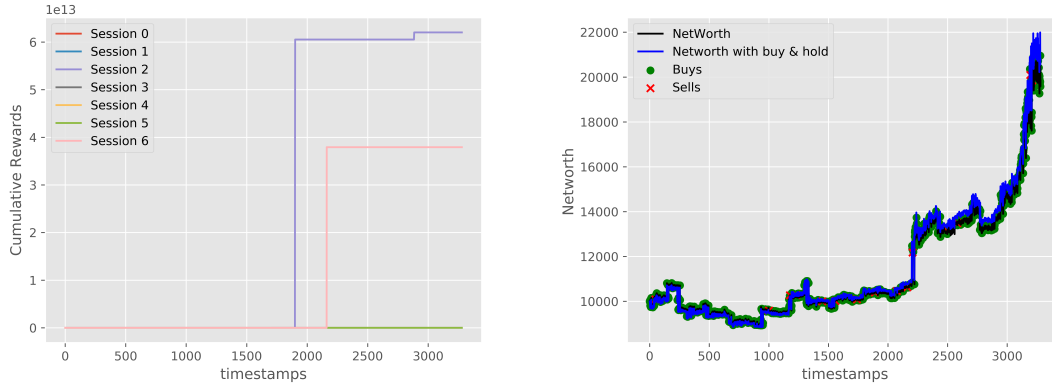 1e13
6
5
4
3
2
1
0
Cumulative Rewards
Session 0
Session 1
Session 2
Session 3
Session 4
Session 5
Session 6
0 500 1000 1500 2000 2500 3000
timestamps
22000
20000
18000
16000
14000
12000
10000
Networth
NetWorth
Networth with buy & hold
Buys
Sells
0 500 1000 1500 2000 2500 3000
timestamps